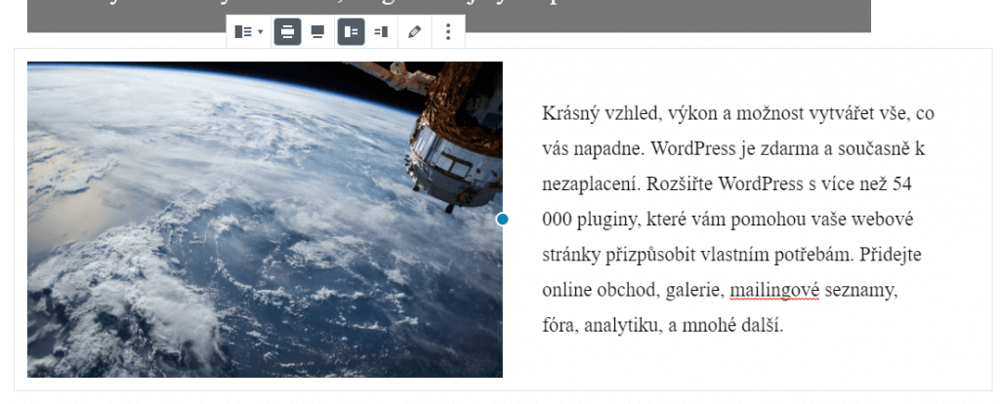 Krásný vzhled, výkon a možnost vytvářet vše, co
vás napadne. WordPress je zdarma a současně k
nezaplacení. Rozšiřte WordPress s více než 54
000 pluginy, které vám pomohou vaše webové
stránky přizpůsobit vlastním potřebám. Přidejte
online obchod, galerie, mailingové seznamy,
fóra, analytiku, a mnohé další.